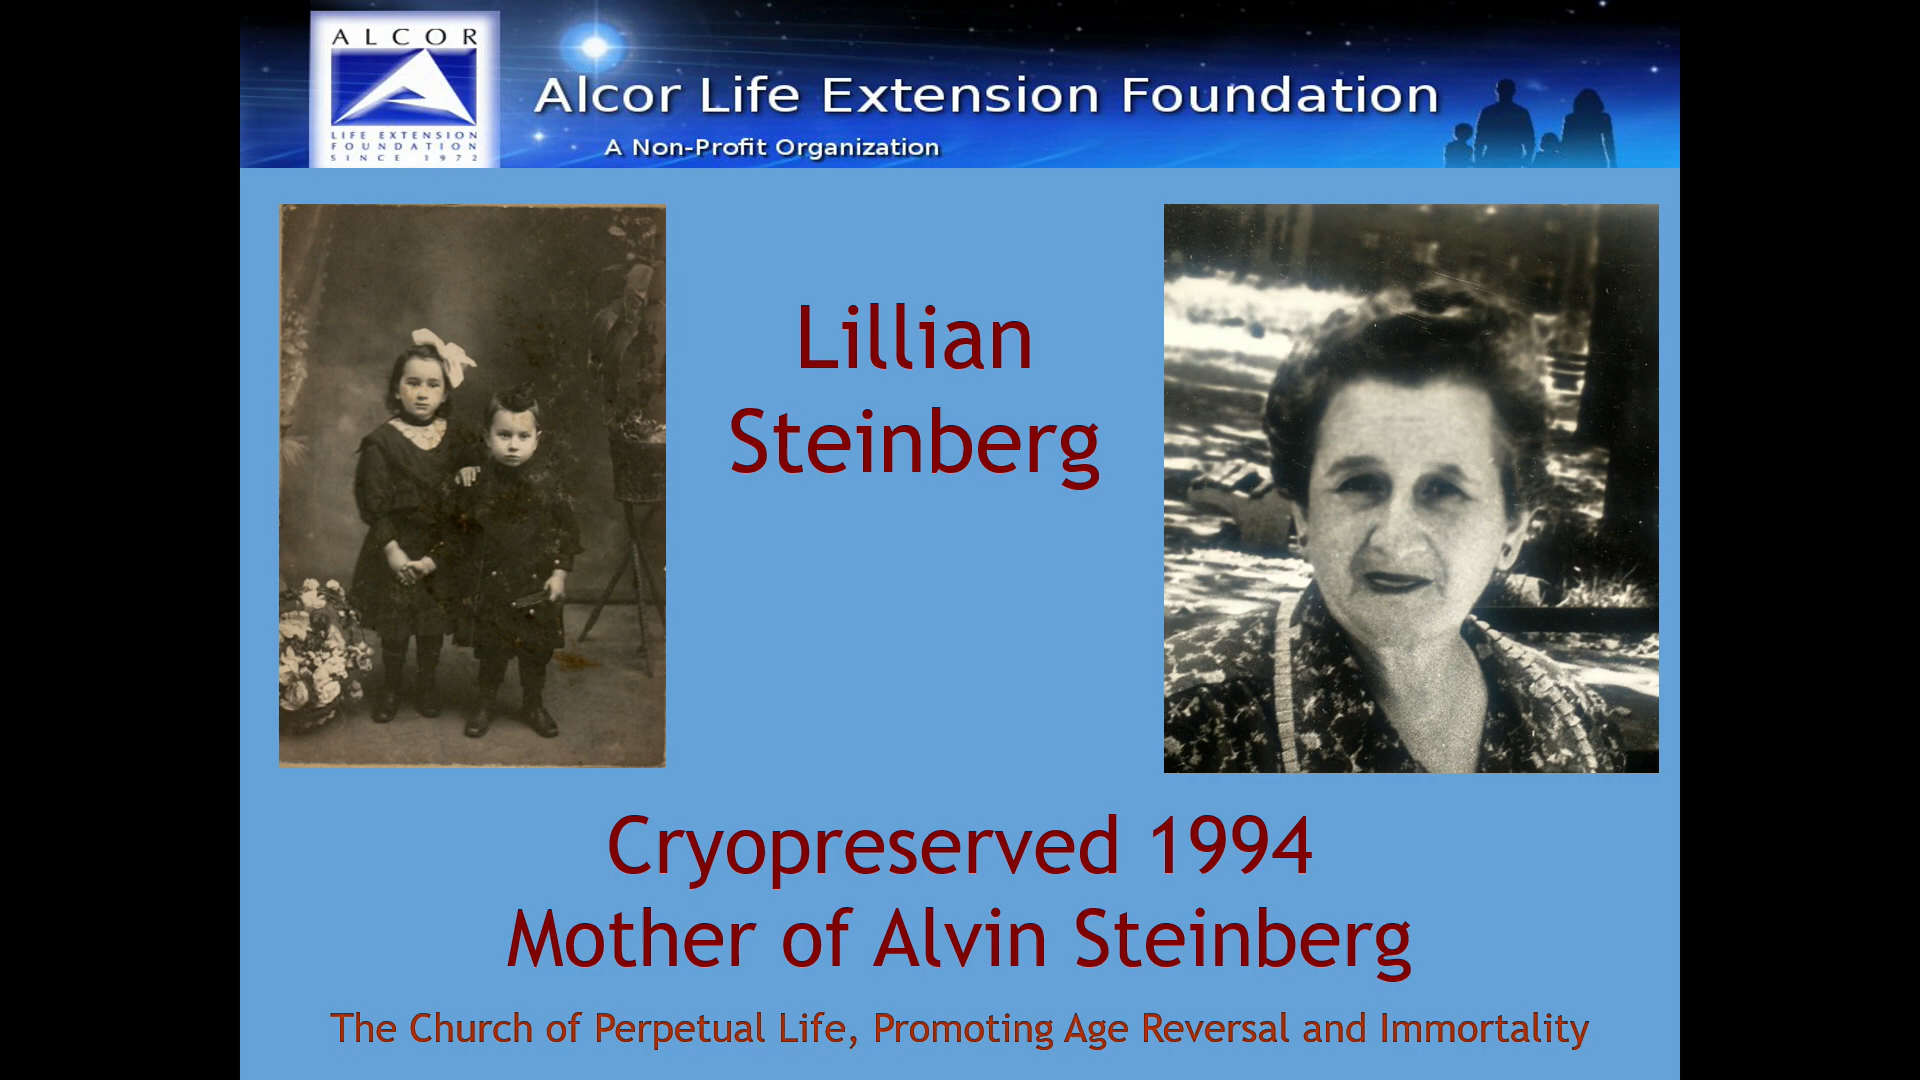 ALCOR
LIFE EXTENSION
FOUNDATION
SINCE 1972
Alcor Life Extension Foundation
A Non-Profit Organization
Lillian
Steinberg
Cryopreserved 1994
Mother of Alvin Steinberg
The Church of Perpetual Life, Promoting Age Reversal and Immortality